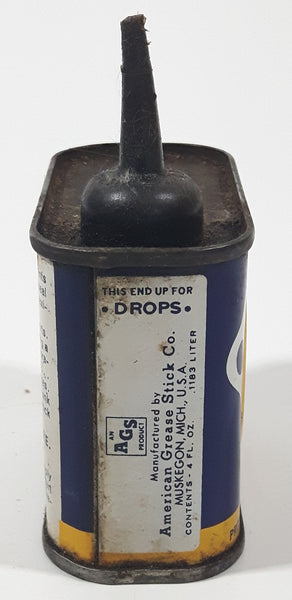 THIS END UP FOR
• DROPS •
AN
AGS
PRODUCT
Manufactured by
American Grease Stick Co.
MUSKEGON, MICH., U.S.A.
CONTENTS - 4 FL. OZ. .1183 LITER